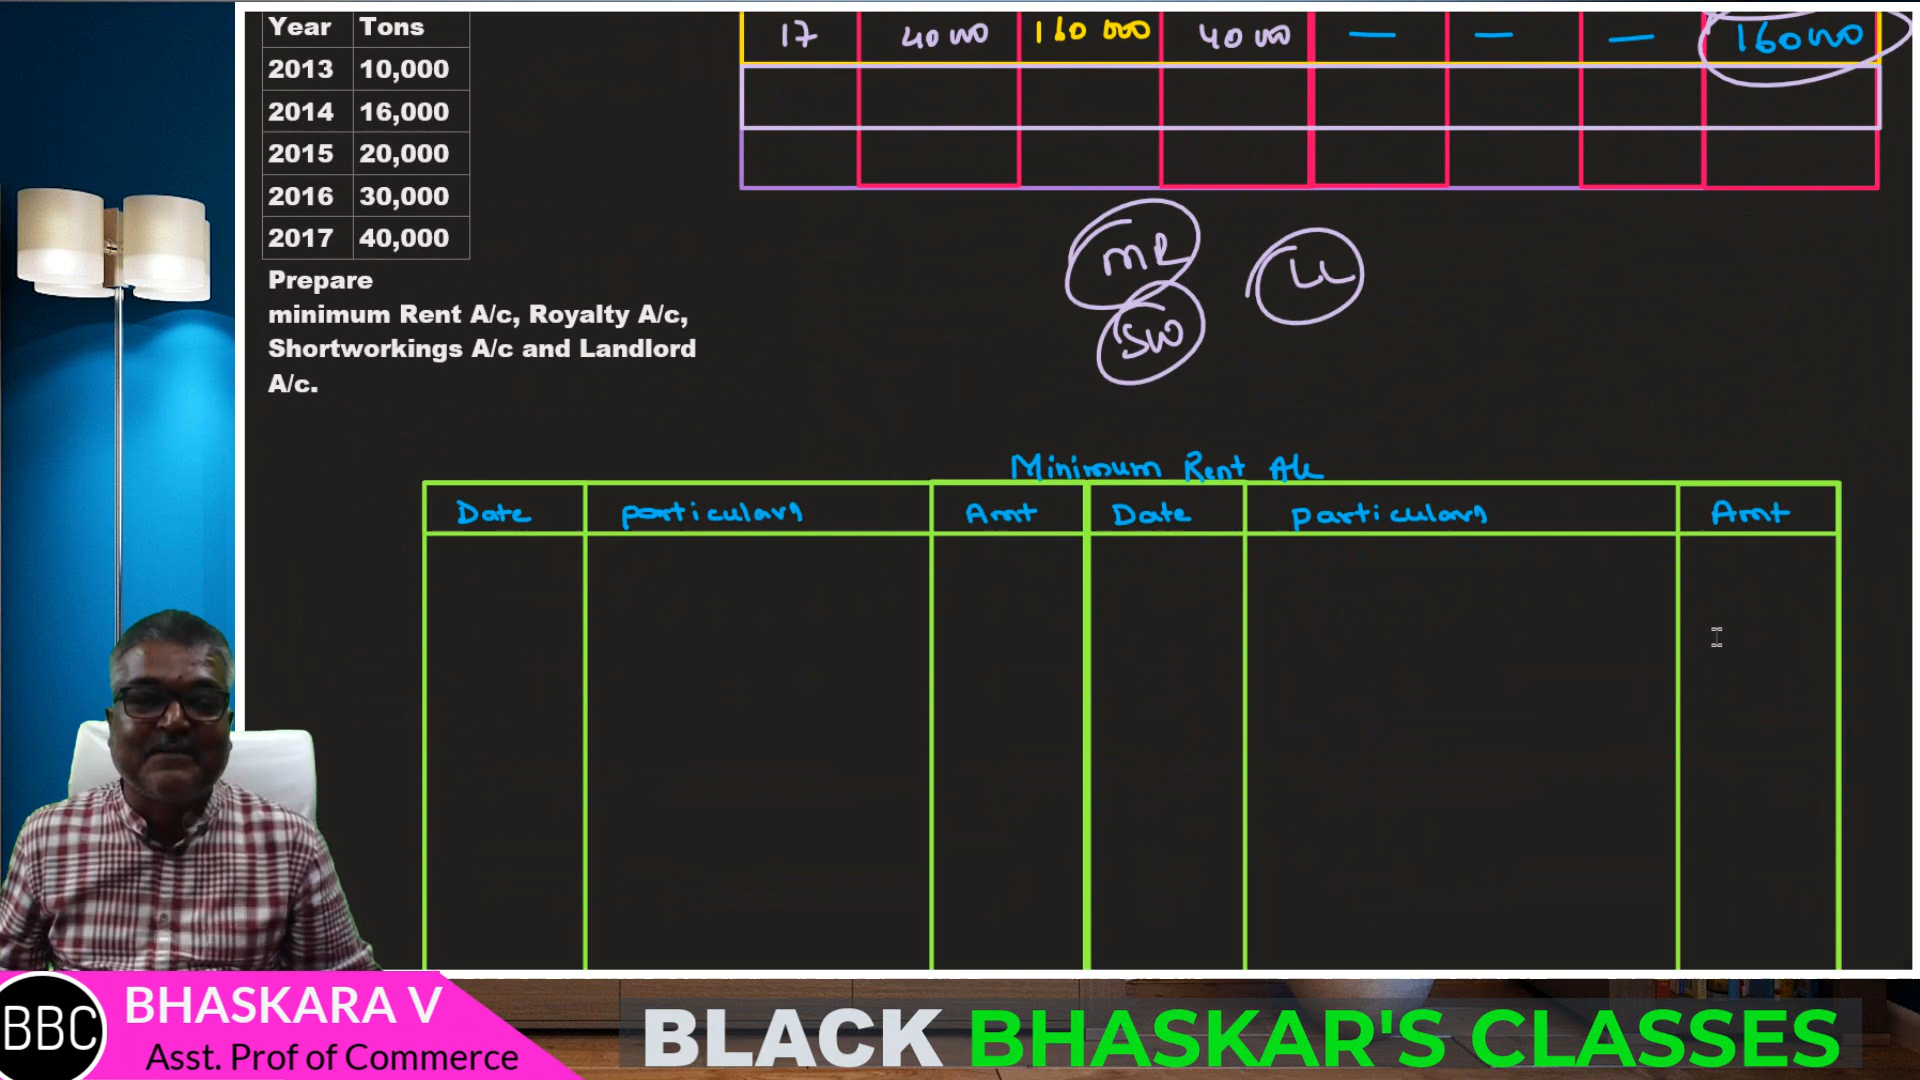 Year Tons
2013 10,000
2014 16,000
2015 20,000
2016 30,000
2017 40,000
Prepare
minimum Rent A/c, Royalty A/c,
Shortworkings A/c and Landlord
A/c.
17 40000 160 000 40000 — — — 160000
MR
SW
LL
Minimum Rent A/c
Date particulars Amt Date particulars Amt
BBC
BHASKARA V
Asst. Prof of Commerce
BLACK BHASKAR'S CLASSES